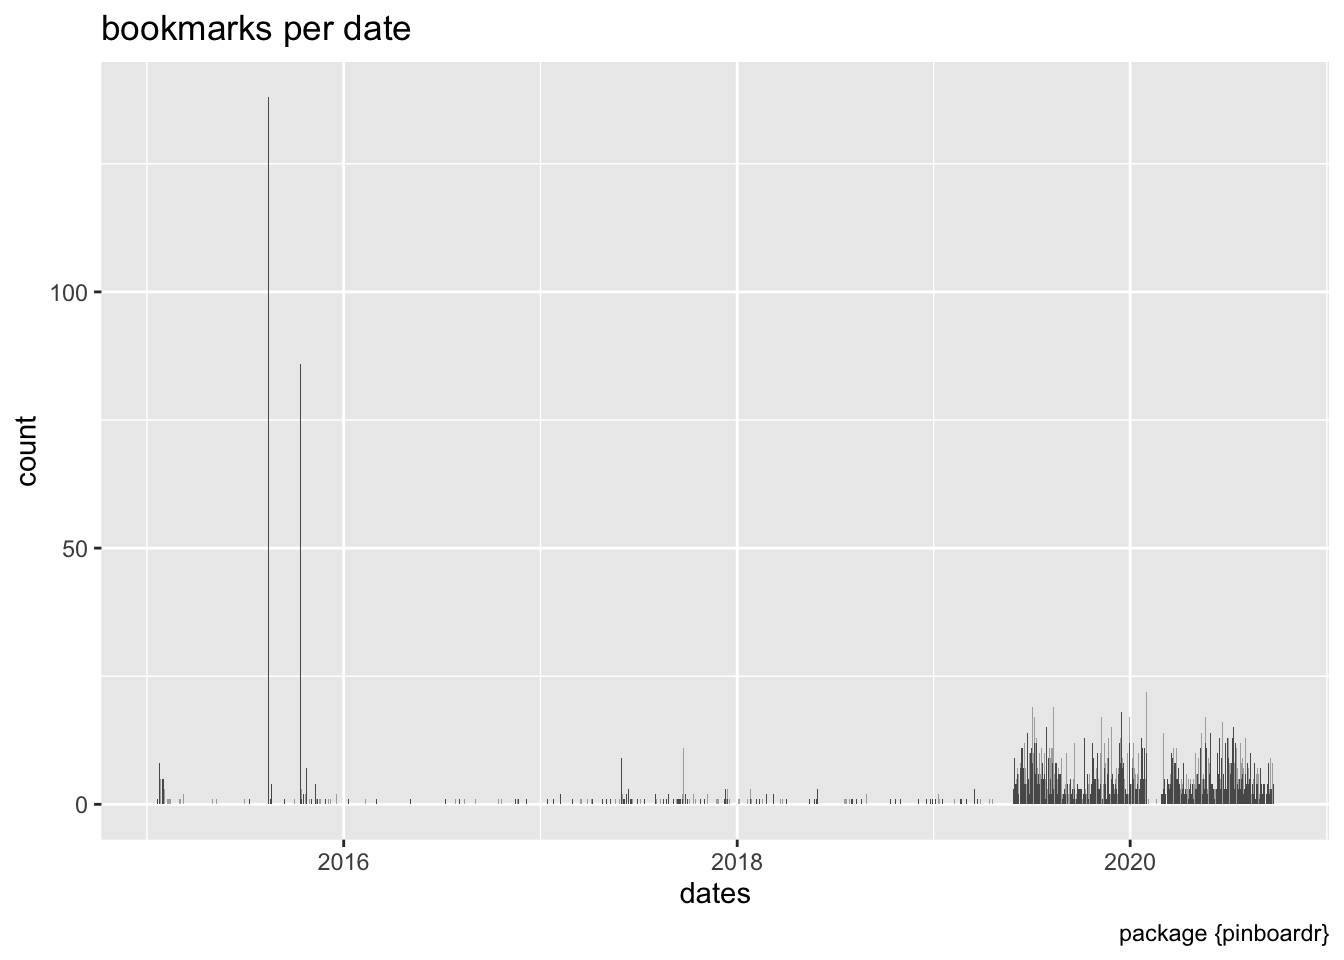 bookmarks per date
100
50
0
count
2016 2018 2020
dates
package {pinboardr}